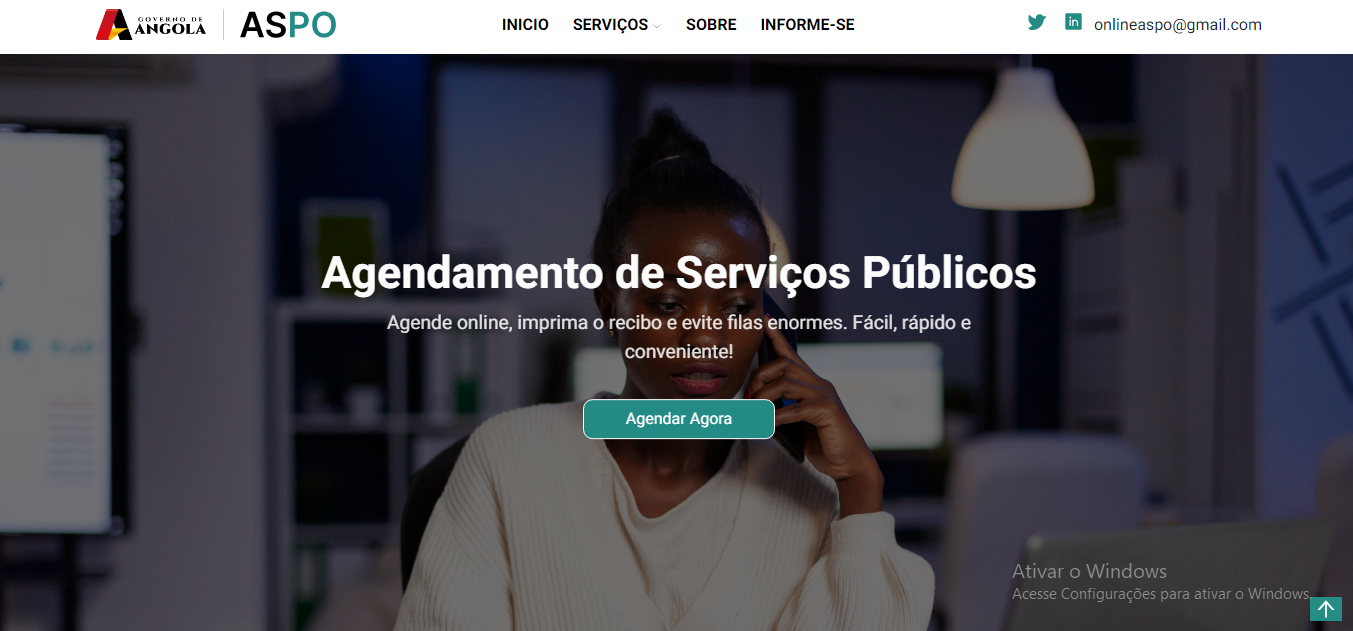 GOVERNO DE
ANGOLA
ASPO
INICIO
SERVIÇOS
SOBRE
INFORME-SE
in
onlineaspo@gmail.com
Agendamento de Serviços Públicos
Agende online, imprima o recibo e evite filas enormes. Fácil, rápido e
conveniente!
Agendar Agora
Ativar o Windows
Acesse Configurações para ativar o Windows.